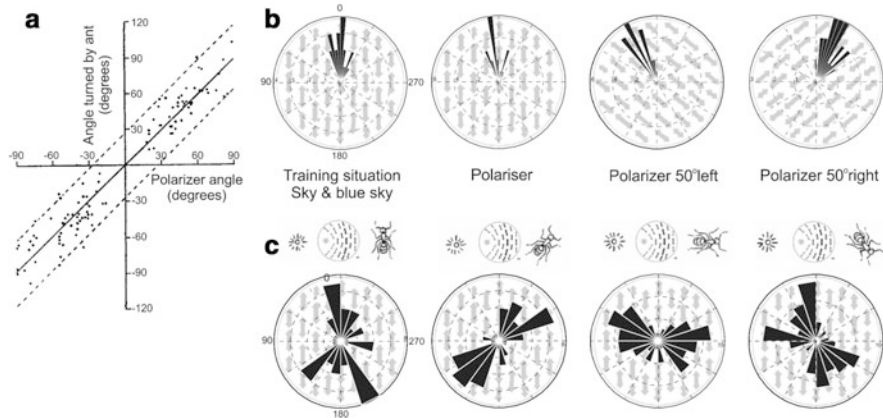 a
120
90
60
30
Angle turned by ant
(degrees)
-90 -60 -30
30 60 90
Polarizer angle
(degrees)
-30
-60
-90
-120
b
0
90
270
180
Training situation
Sky & blue sky
Polariser
Polarizer 50°left
Polarizer 50°right
c
0
90
270
180